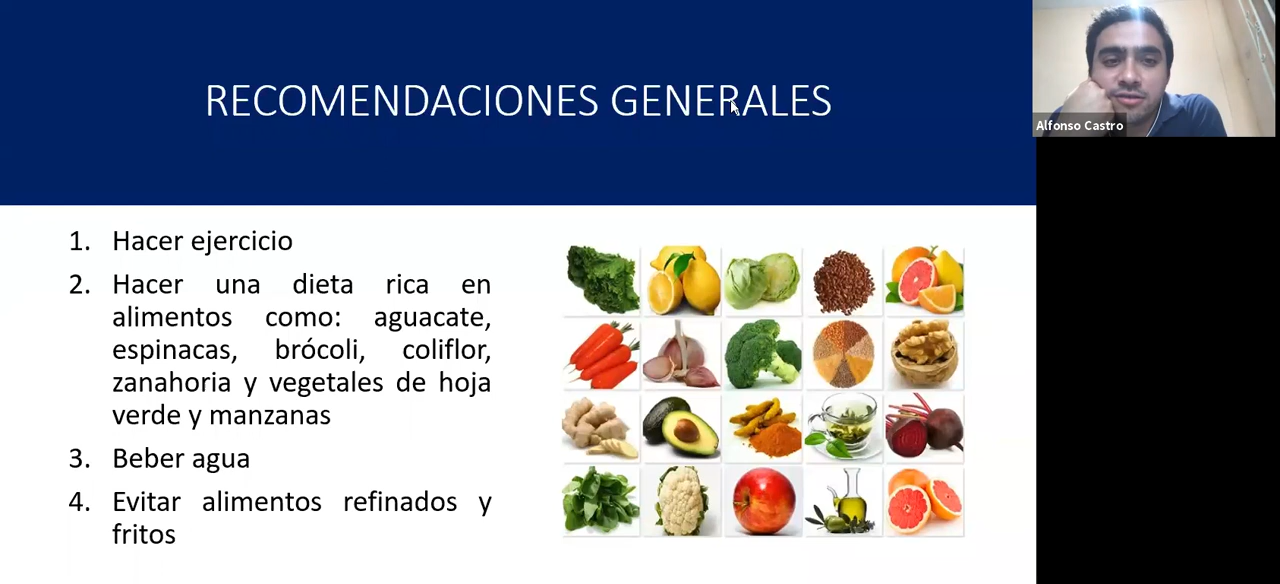 RECOMENDACIONES GENERALES
Alfonso Castro
1. Hacer ejercicio
2. Hacer una dieta rica en
alimentos como: aguacate,
espinacas, brócoli, coliflor,
zanahoria y vegetales de hoja
verde y manzanas
3. Beber agua
4. Evitar alimentos refinados y
fritos